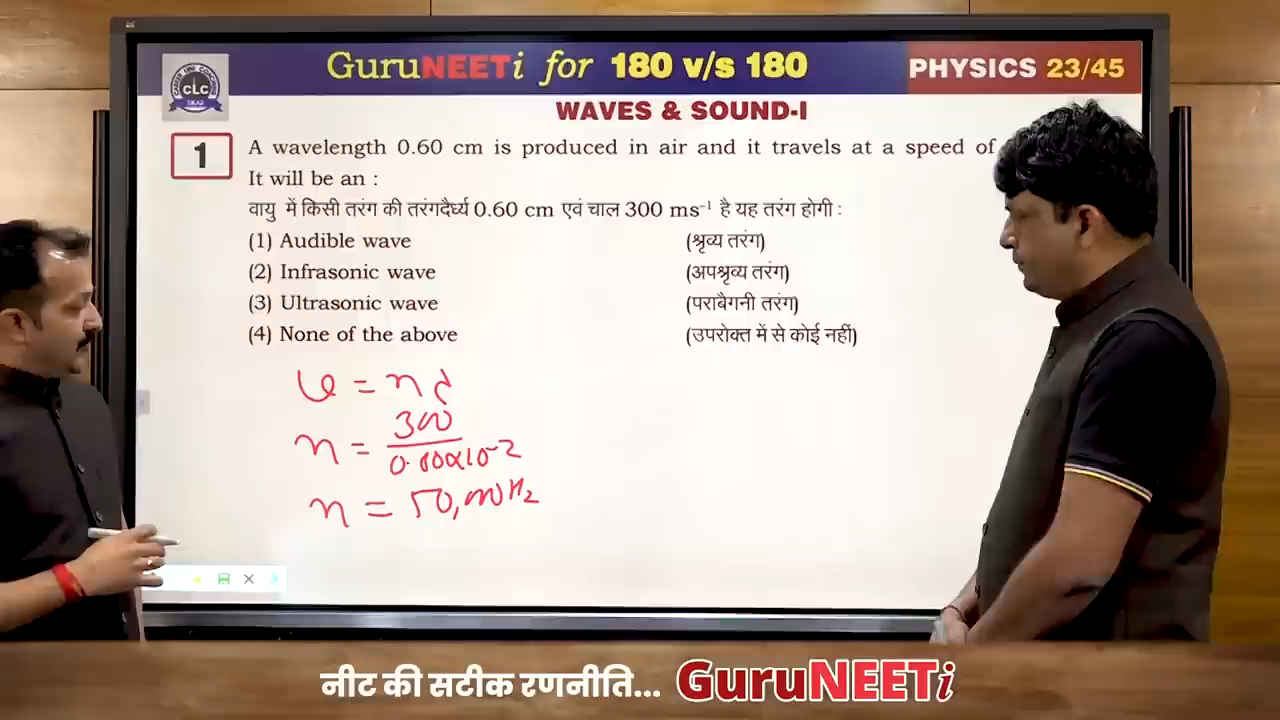 GuruNEETi for 180 v/s 180
PHYSICS 23/45
CLC
WAVES & SOUND-I
1
A wavelength 0.60 cm is produced in air and it travels at a speed of
It will be an :
वायु में किसी तरंग की तरंगदैर्ध्य 0.60 cm एवं चाल 300 ms⁻¹ है यह तरंग होगी :
(1) Audible wave (श्रृव्य तरंग)
(2) Infrasonic wave (अपश्रृव्य तरंग)
(3) Ultrasonic wave (पराबैगनी तरंग)
(4) None of the above (उपरोक्त में से कोई नहीं)
v = nλ
n = 300
0.60×10-2
n = 50,000 Hz
नीट की सटीक रणनीति... GuruNEETi